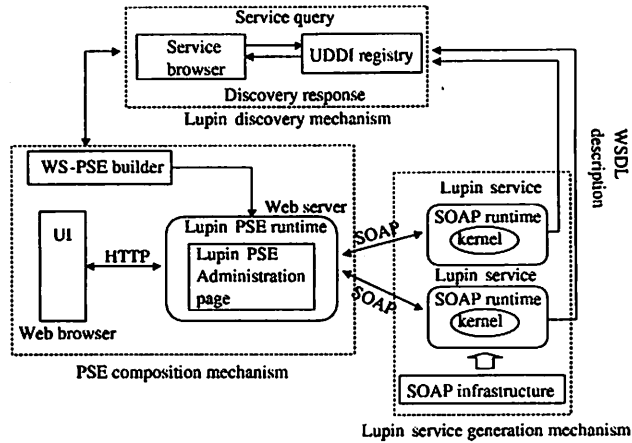 Service query
Service
browser
UDDI registry
Discovery response
Lupin discovery mechanism
WS-PSE builder
Web server
Lupin PSE runtime
Lupin PSE
Administration
page
UI
HTTP
Web browser
PSE composition mechanism
SOAP
SOAP
Lupin service
SOAP runtime
kernel
Lupin service
SOAP runtime
kernel
SOAP infrastructure
Lupin service generation mechanism
WSDL
description